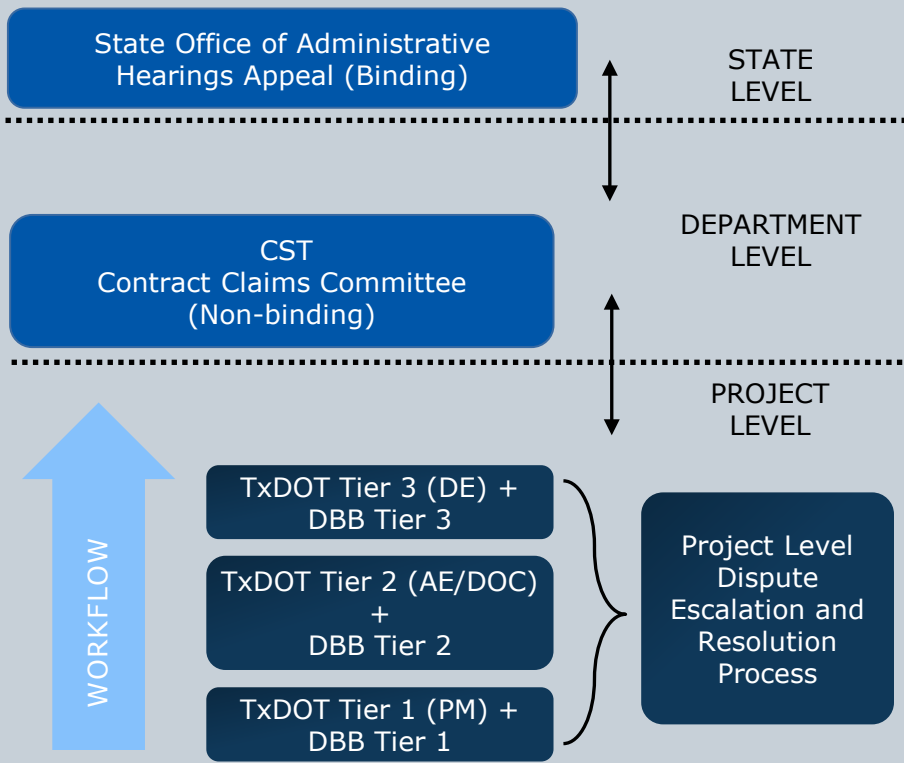 State Office of Administrative
Hearings Appeal (Binding)
STATE
LEVEL
CST
Contract Claims Committee
(Non-binding)
DEPARTMENT
LEVEL
PROJECT
LEVEL
WORKFLOW
TxDOT Tier 3 (DE) +
DBB Tier 3
TxDOT Tier 2 (AE/DOC)
+
DBB Tier 2
TxDOT Tier 1 (PM) +
DBB Tier 1
Project Level
Dispute
Escalation and
Resolution
Process